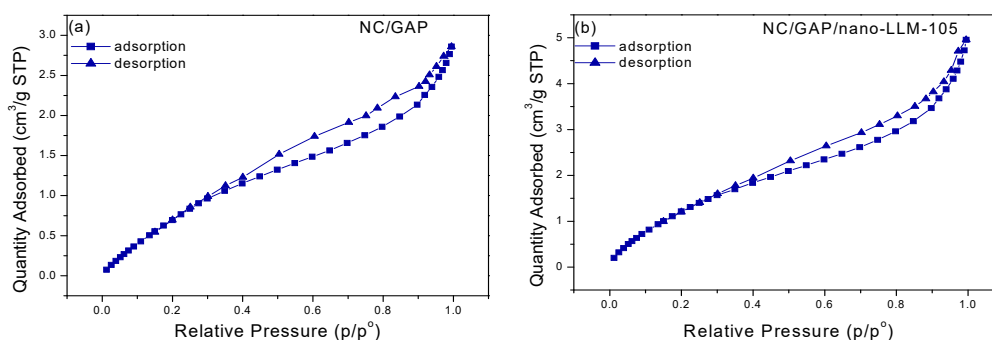 (a)
NC/GAP
adsorption
desorption
Quantity Adsorbed (cm³/g STP)
3.0
2.5
2.0
1.5
1.0
0.5
0.0
0.0 0.2 0.4 0.6 0.8 1.0
Relative Pressure (p/p°)
(b)
NC/GAP/nano-LLM-105
adsorption
desorption
Quantity Adsorbed (cm³/g STP)
5
4
3
2
1
0
0.0 0.2 0.4 0.6 0.8 1.0
Relative Pressure (p/p°)